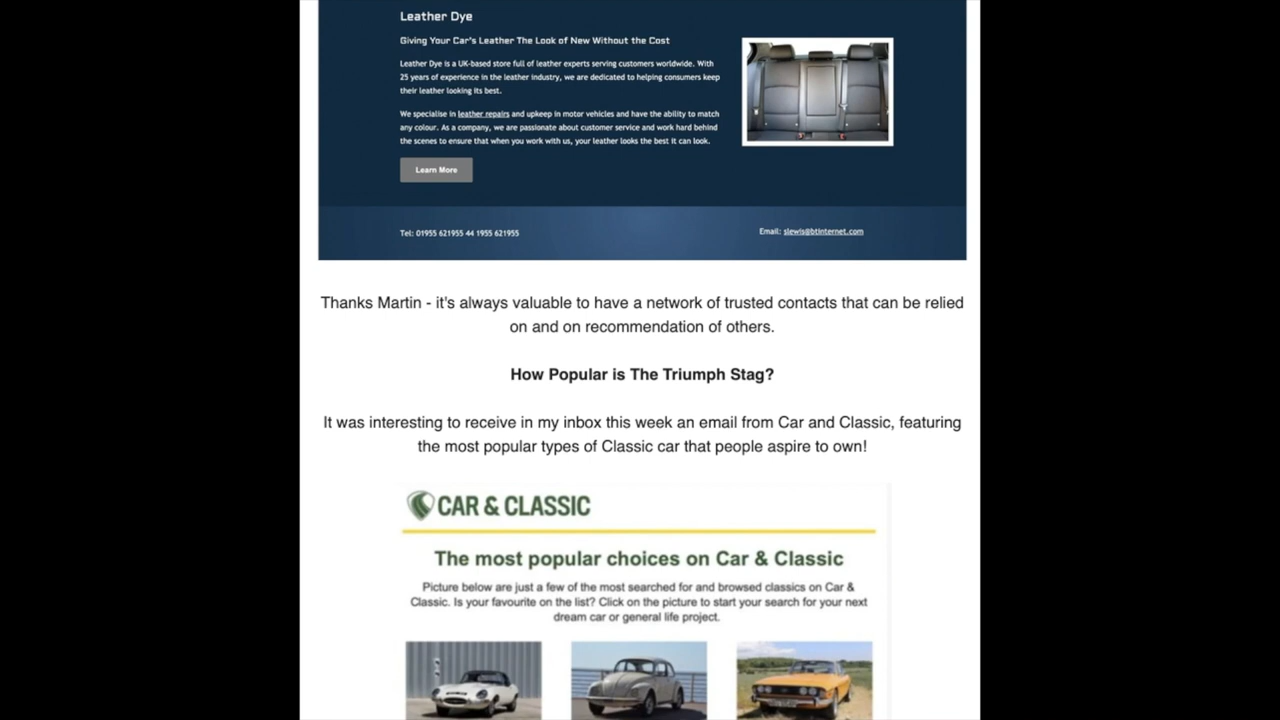 Leather Dye
Giving Your Car's Leather The Look of New Without the Cost
Leather Dye is a UK-based store full of leather experts serving customers worldwide. With
25 years of experience in the leather industry, we are dedicated to helping consumers keep
their leather looking its best.
We specialise in leather repairs and upkeep in motor vehicles and have the ability to match
any colour. As a company, we are passionate about customer service and work hard behind
the scenes to ensure that when you work with us, your leather looks the best it can look.
Learn More
Tel: 01955 621955 44 1955 621955
Email: slewis@btinternet.com
Thanks Martin - it's always valuable to have a network of trusted contacts that can be relied
on and on recommendation of others.
How Popular is The Triumph Stag?
It was interesting to receive in my inbox this week an email from Car and Classic, featuring
the most popular types of Classic car that people aspire to own!
CAR & CLASSIC
The most popular choices on Car & Classic
Picture below are just a few of the most searched for and browsed classics on Car &
Classic. Is your favourite on the list? Click on the picture to start your search for your next
dream car or general life project.